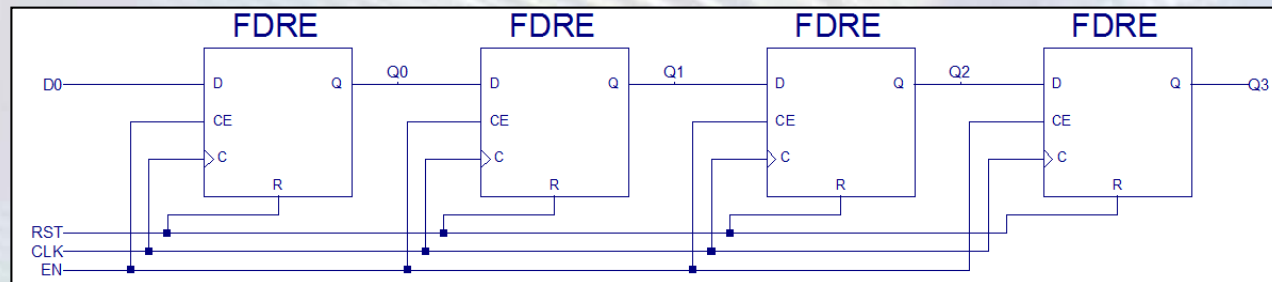 FDRE FDRE FDRE FDRE
D0 D Q Q0 D Q Q1 D Q Q2 D Q Q3
CE CE CE CE
C C C C
R R R R
RST
CLK
EN